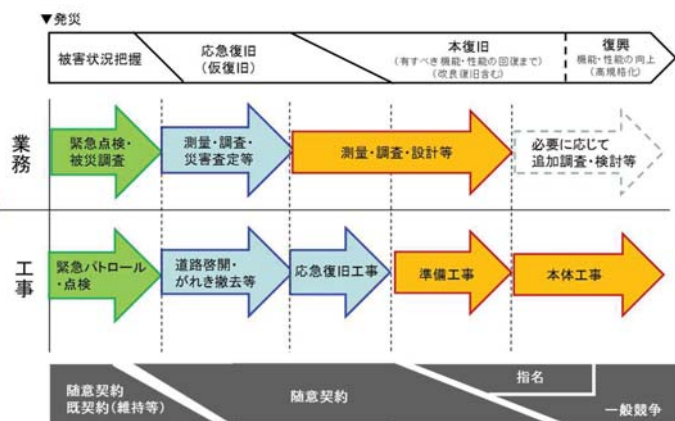 ▼発災
被害状況把握
応急復旧
(仮復旧)
本復旧
(有すべき機能・性能の回復まで)
(改良復旧含む)
復興
機能・性能の向上
(高規格化)
業務
緊急点検・
被災調査
測量・調査・
災害査定等
測量・調査・設計等
必要に応じて
追加調査・検討等
工事
緊急パトロール
・点検
道路啓開・
がれき撤去等
応急復旧工事
準備工事
本体工事
随意契約
既契約(維持等)
随意契約
指名
一般競争